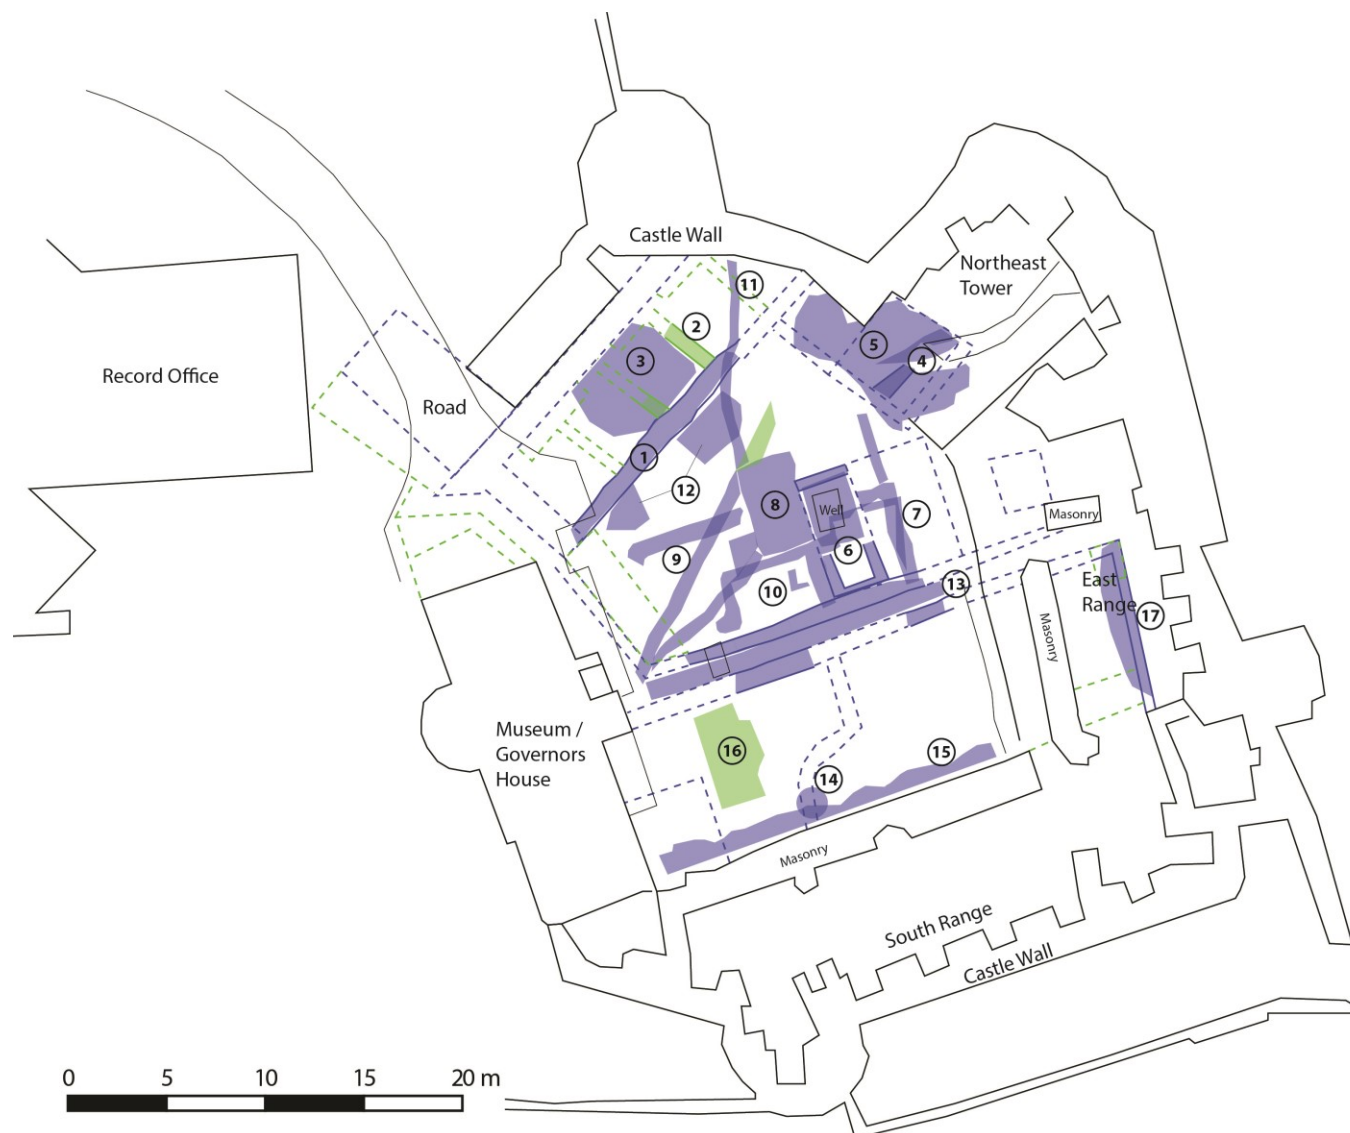 Castle Wall
Northeast
Tower
11
2
5
3
4
Record Office
Road
1
12
8
Well
7
Masonry
6
9
10
13
East
Range
Masonry
17
Museum /
Governors
House
16
15
14
Masonry
South Range
Castle Wall
0 5 10 15 20 m